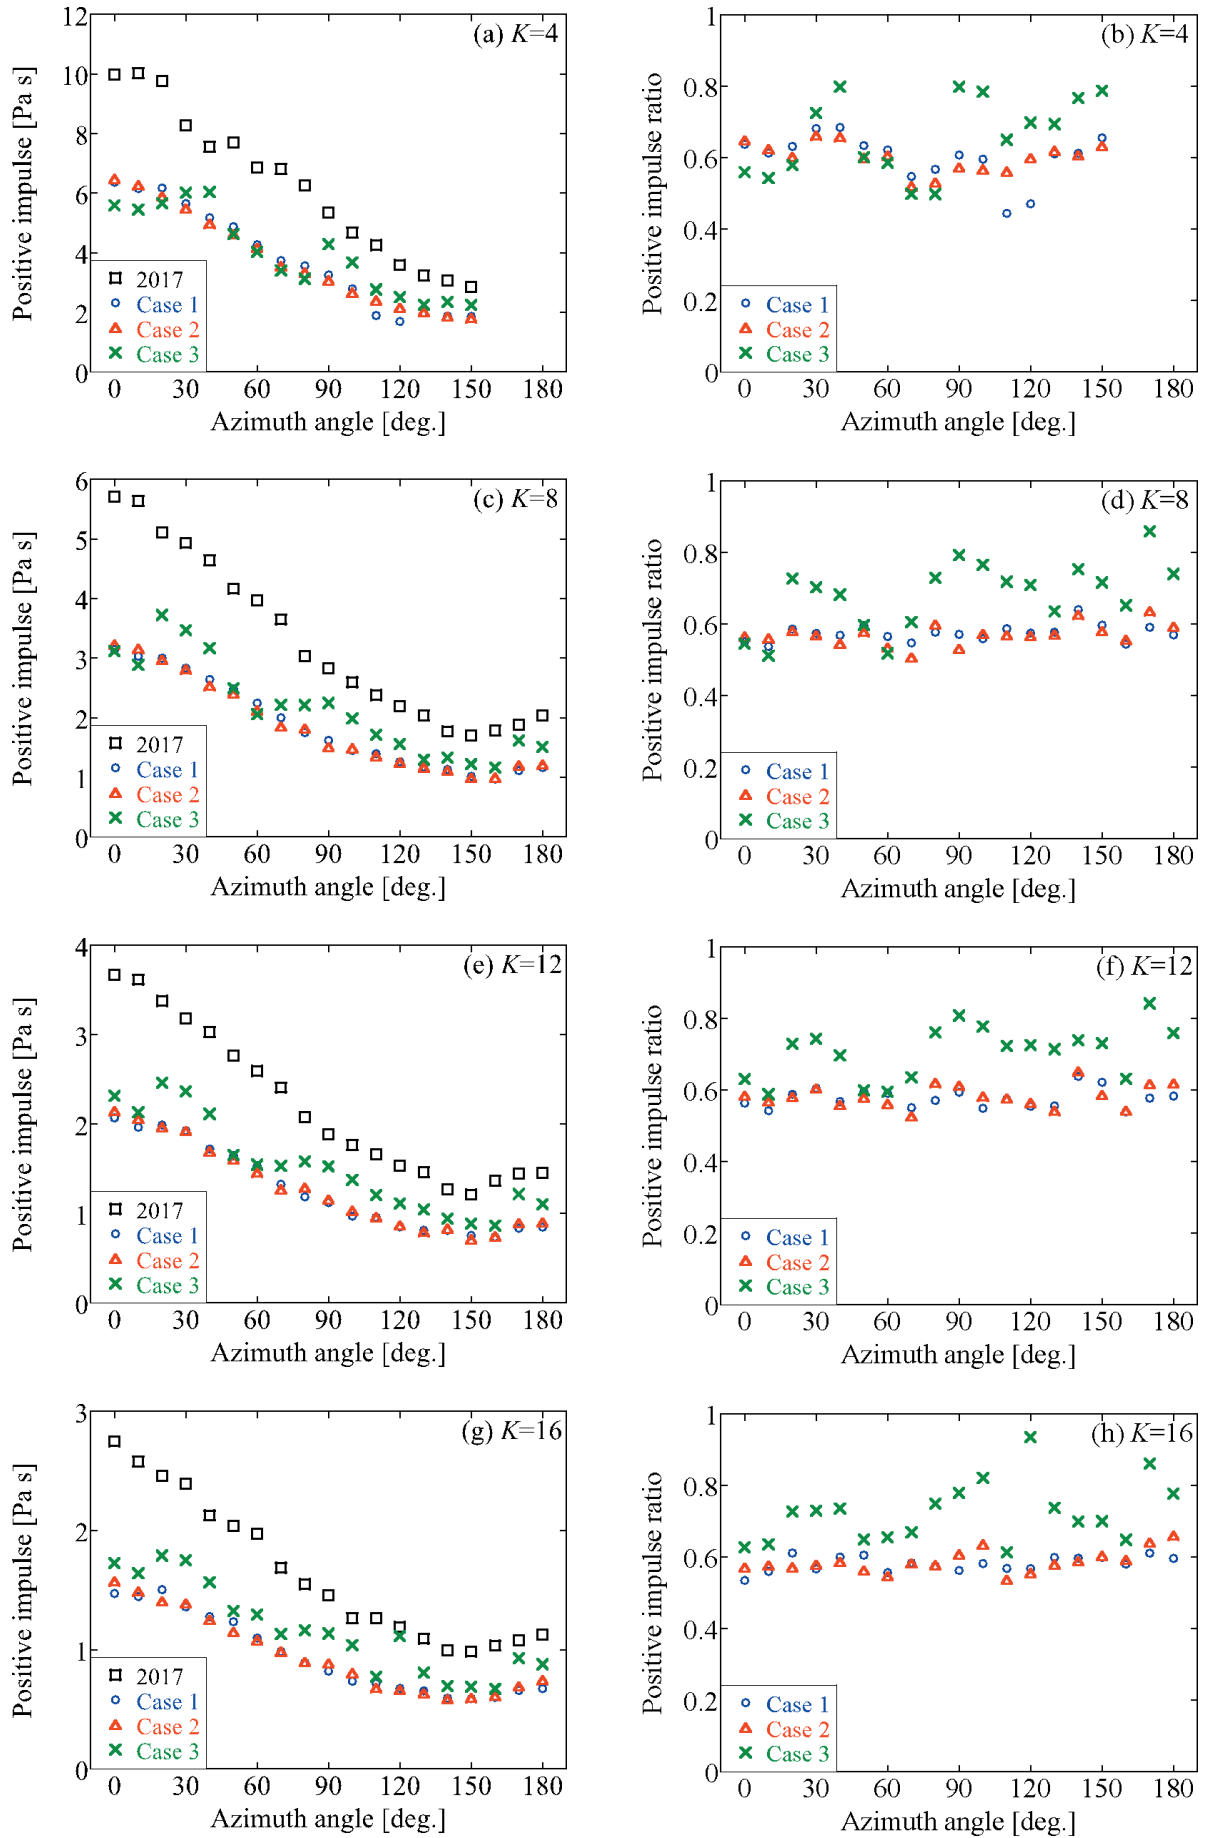 (a) K=4
Positive impulse [Pa s]
12
10
8
6
4
2
0
2017
Case 1
Case 2
Case 3
0 30 60 90 120 150 180
Azimuth angle [deg.]
(b) K=4
Positive impulse ratio
1
0.8
0.6
0.4
0.2
0
Case 1
Case 2
Case 3
0 30 60 90 120 150 180
Azimuth angle [deg.]
(c) K=8
Positive impulse [Pa s]
6
5
4
3
2
1
0
2017
Case 1
Case 2
Case 3
0 30 60 90 120 150 180
Azimuth angle [deg.]
(d) K=8
Positive impulse ratio
1
0.8
0.6
0.4
0.2
0
Case 1
Case 2
Case 3
0 30 60 90 120 150 180
Azimuth angle [deg.]
(e) K=12
Positive impulse [Pa s]
4
3
2
1
0
2017
Case 1
Case 2
Case 3
0 30 60 90 120 150 180
Azimuth angle [deg.]
(f) K=12
Positive impulse ratio
1
0.8
0.6
0.4
0.2
0
Case 1
Case 2
Case 3
0 30 60 90 120 150 180
Azimuth angle [deg.]
(g) K=16
Positive impulse [Pa s]
3
2
1
0
2017
Case 1
Case 2
Case 3
0 30 60 90 120 150 180
Azimuth angle [deg.]
(h) K=16
Positive impulse ratio
1
0.8
0.6
0.4
0.2
0
Case 1
Case 2
Case 3
0 30 60 90 120 150 180
Azimuth angle [deg.]